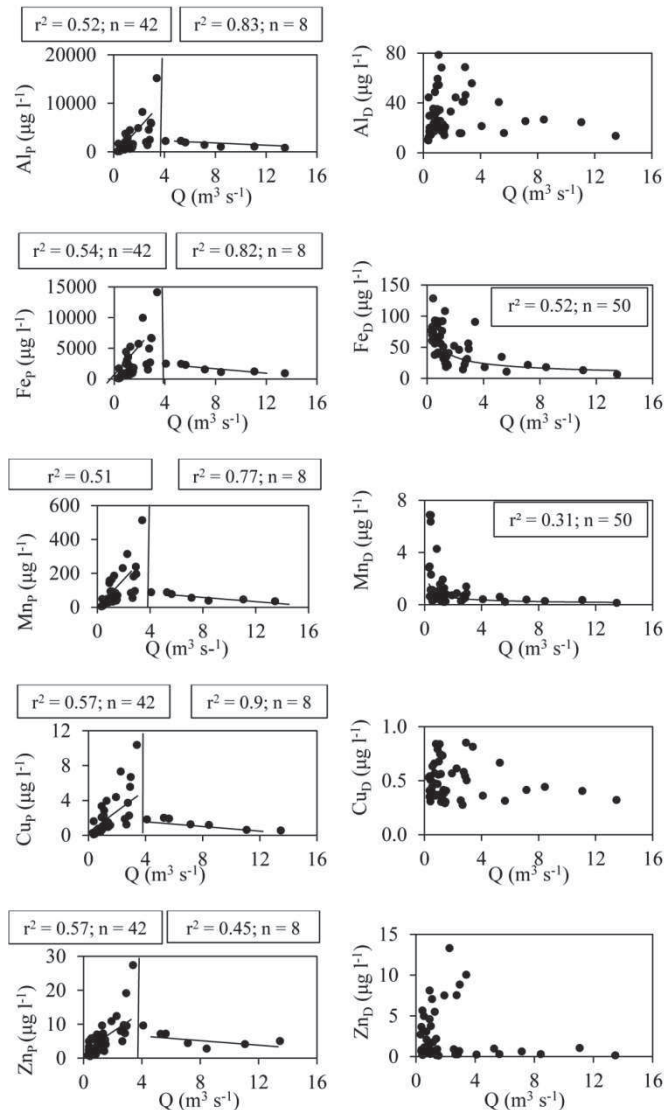 r² = 0.52; n = 42
r² = 0.83; n = 8
20000
10000
0
Al_P (µg l⁻¹)
0 4 8 12 16
Q (m³ s⁻¹)
80
40
0
Al_D (µg l⁻¹)
0 4 8 12 16
Q (m³ s⁻¹)
r² = 0.54; n =42
r² = 0.82; n = 8
15000
10000
5000
0
Fe_P (µg l⁻¹)
0 4 8 12 16
Q (m³ s⁻¹)
r² = 0.52; n = 50
150
100
50
0
Fe_D (µg l⁻¹)
0 4 8 12 16
Q (m³ s⁻¹)
r² = 0.51
r² = 0.77; n = 8
600
400
200
0
Mn_P (µg l⁻¹)
0 4 8 12 16
Q (m³ s-¹)
r² = 0.31; n = 50
8
4
0
Mn_D (µg l⁻¹)
0 4 8 12 16
Q (m³ s⁻¹)
r² = 0.57; n = 42
r² = 0.9; n = 8
12
8
4
0
Cu_P (µg l⁻¹)
0 4 8 12 16
Q (m³ s⁻¹)
1.0
0.5
0.0
Cu_D (µg l⁻¹)
0 4 8 12 16
Q (m³ s⁻¹)
r² = 0.57; n = 42
r² = 0.45; n = 8
30
20
10
0
Zn_P (µg l⁻¹)
0 4 8 12 16
Q (m³ s⁻¹)
15
10
5
0
Zn_D (µg l⁻¹)
0 4 8 12 16
Q (m³ s⁻¹)